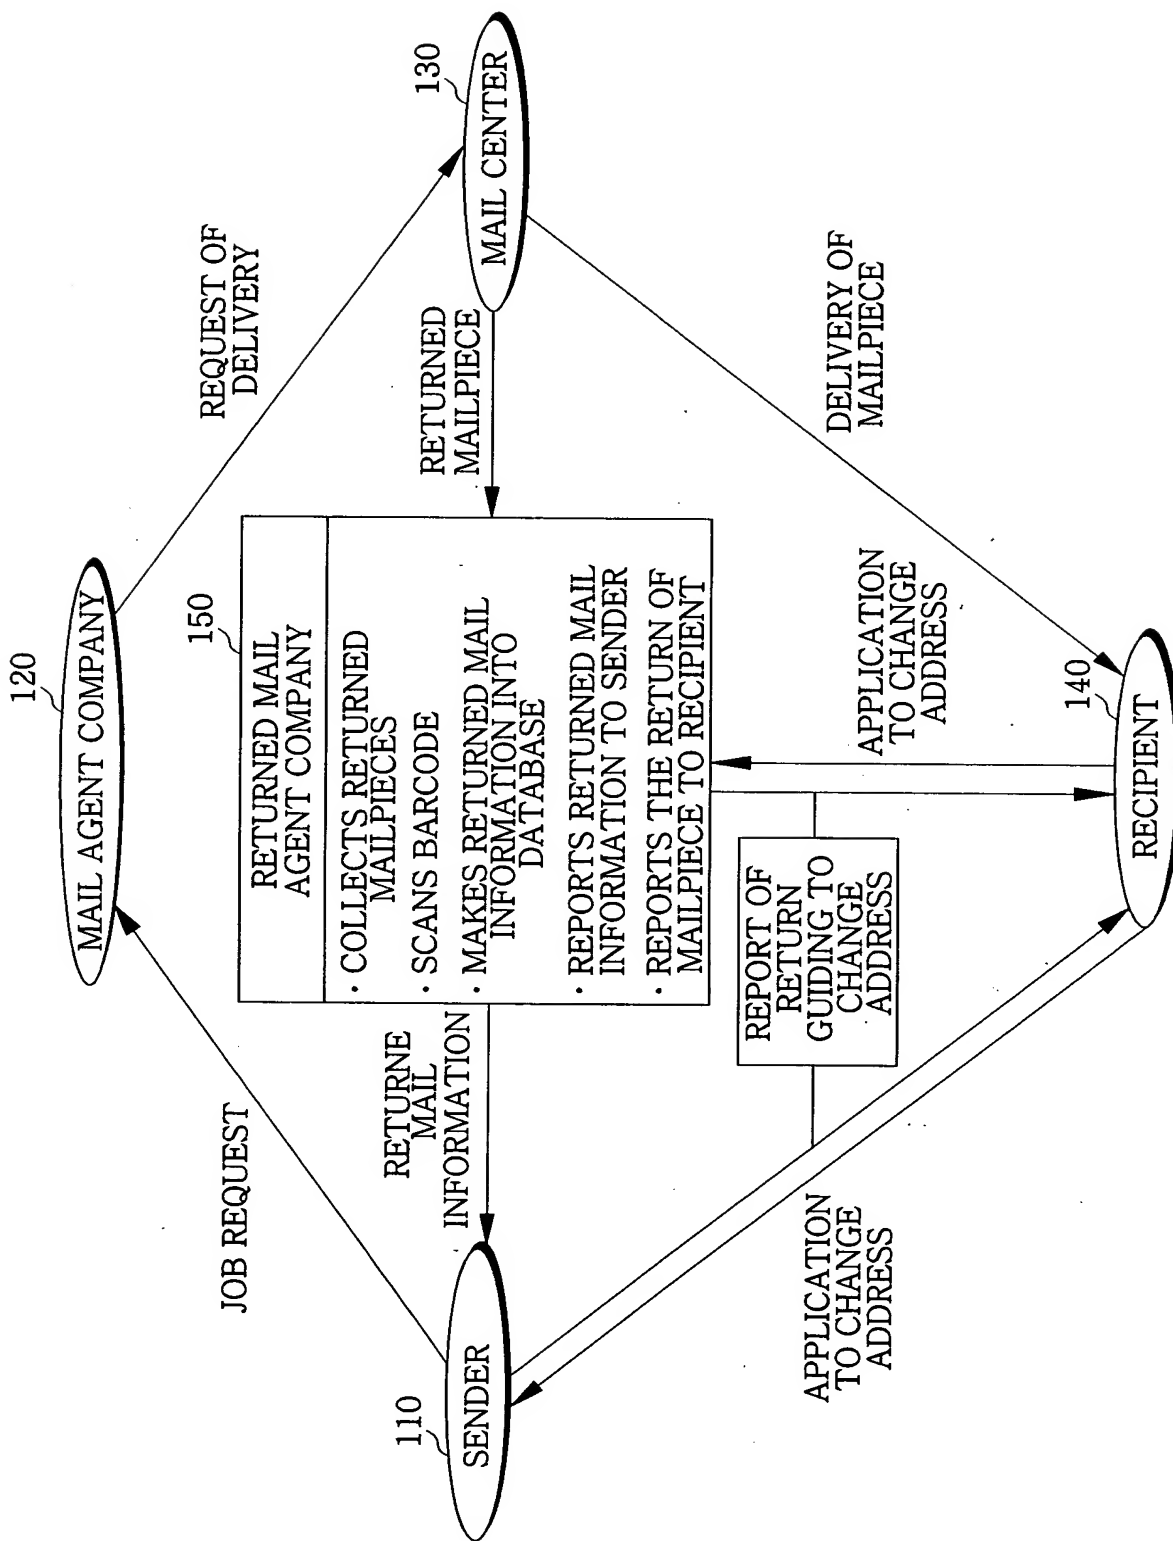 120
MAIL AGENT COMPANY
JOB REQUEST
REQUEST OF
DELIVERY
150
RETURNED MAIL
AGENT COMPANY
· COLLECTS RETURNED
MAILPIECES
· SCANS BARCODE
· MAKES RETURNED MAIL
INFORMATION INTO
DATABASE
· REPORTS RETURNED MAIL
INFORMATION TO SENDER
· REPORTS THE RETURN OF
MAILPIECE TO RECIPIENT
110
SENDER
RETURNE
MAIL
INFORMATION
RETURNED
MAILPIECE
130
MAIL CENTER
APPLICATION
TO CHANGE
ADDRESS
REPORT OF
RETURN
GUIDING TO
CHANGE
ADDRESS
APPLICATION
TO CHANGE
ADDRESS
DELIVERY OF
MAILPIECE
140
RECIPIENT